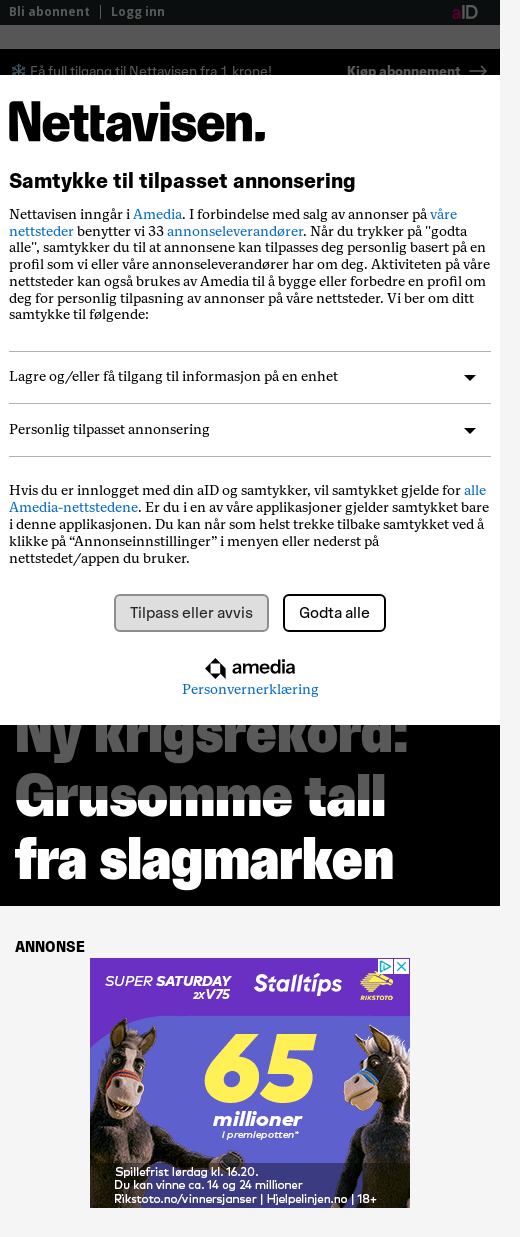 Bli abonnent | Logg inn
aID
Få full tilgang til Nettavisen fra 1 krone!
Kjøp abonnement
Nettavisen.
Samtykke til tilpasset annonsering
Nettavisen inngår i Amedia. I forbindelse med salg av annonser på våre
nettsteder benytter vi 33 annonseleverandører. Når du trykker på "godta
alle", samtykker du til at annonsene kan tilpasses deg personlig basert på en
profil som vi eller våre annonseleverandører har om deg. Aktiviteten på våre
nettsteder kan også brukes av Amedia til å bygge eller forbedre en profil om
deg for personlig tilpasning av annonser på våre nettsteder. Vi ber om ditt
samtykke til følgende:
Lagre og/eller få tilgang til informasjon på en enhet
Personlig tilpasset annonsering
Hvis du er innlogget med din aID og samtykker, vil samtykket gjelde for alle
Amedia-nettstedene. Er du i en av våre applikasjoner gjelder samtykket bare
i denne applikasjonen. Du kan når som helst trekke tilbake samtykket ved å
klikke på “Annonseinnstillinger” i menyen eller nederst på
nettstedet/appen du bruker.
Tilpass eller avvis
Godta alle
amedia
Personvernerklæring
Ny krigsrekord:
Grusomme tall
fra slagmarken
ANNONSE
SUPER SATURDAY
2xV75
Stalltips
RIKSTOTO
65
millioner
i premiepotten*
Spillefrist lørdag kl. 16.20.
Du kan vinne ca. 14 og 24 millioner
Rikstoto.no/vinnersjanser | Hjelpelinjen.no | 18+